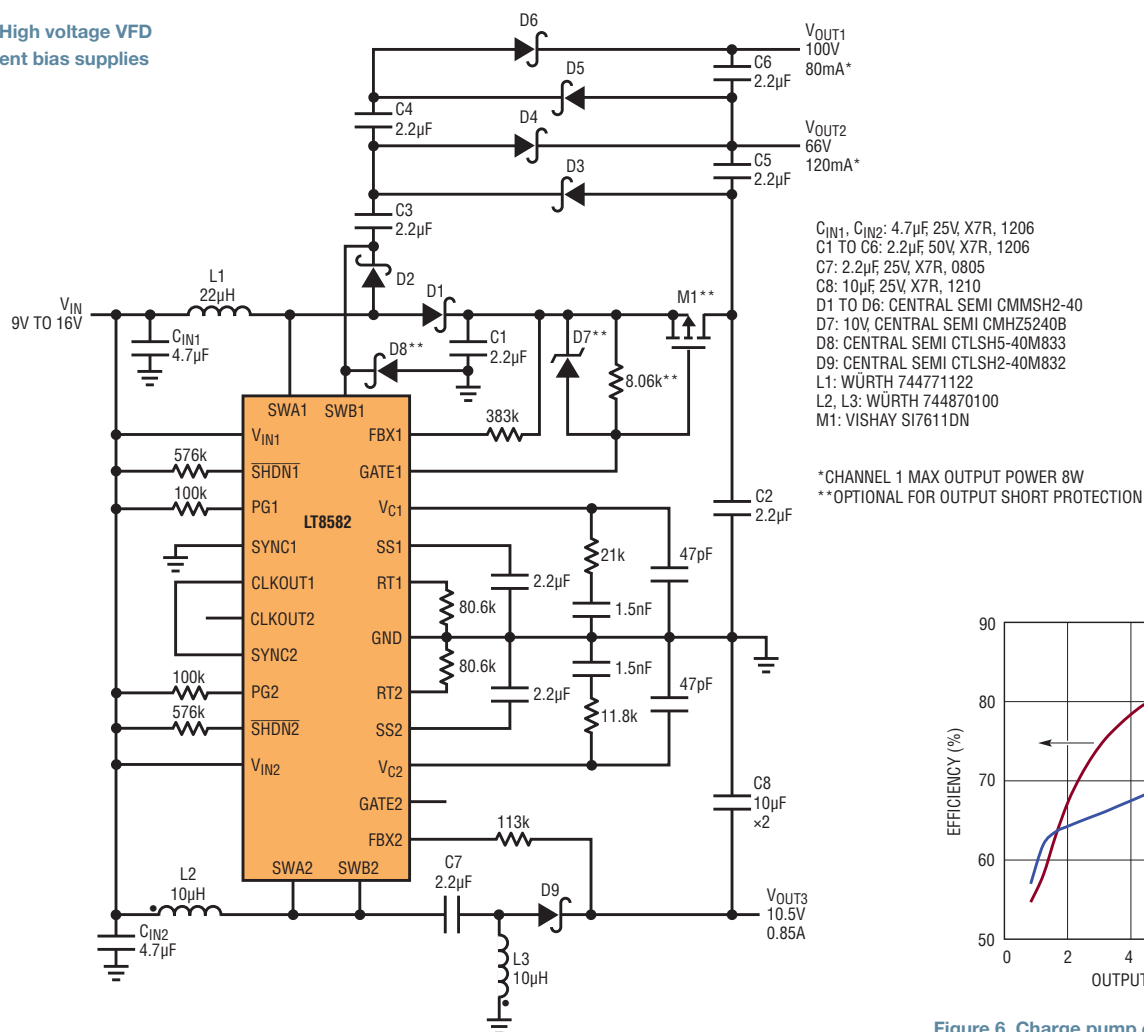 High voltage VFD
ent bias supplies
D6
VOUT1
100V
80mA*
C6
2.2µF
D5
C4
2.2µF
D4
VOUT2
66V
120mA*
C5
2.2µF
D3
C3
2.2µF
CIN1, CIN2: 4.7µF, 25V, X7R, 1206
C1 TO C6: 2.2µF, 50V, X7R, 1206
C7: 2.2µF, 25V, X7R, 0805
C8: 10µF, 25V, X7R, 1210
D1 TO D6: CENTRAL SEMI CMMSH2-40
D7: 10V, CENTRAL SEMI CMHZ5240B
D8: CENTRAL SEMI CTLSH5-40M833
D9: CENTRAL SEMI CTLSH2-40M832
L1: WÜRTH 744771122
L2, L3: WÜRTH 744870100
M1: VISHAY SI7611DN
*CHANNEL 1 MAX OUTPUT POWER 8W
**OPTIONAL FOR OUTPUT SHORT PROTECTION
VIN
9V TO 16V
L1
22µH
D2
D1
M1**
CIN1
4.7µF
D8**
C1
2.2µF
D7**
8.06k**
SWA1
SWB1
VIN1
FBX1
383k
576k
SHDN1
GATE1
100k
PG1
VC1
C2
2.2µF
LT8582
SYNC1
SS1
21k
47pF
CLKOUT1
RT1
2.2µF
80.6k
1.5nF
CLKOUT2
GND
SYNC2
80.6k
1.5nF
100k
PG2
RT2
2.2µF
47pF
576k
SHDN2
SS2
11.8k
VIN2
VC2
GATE2
C8
10µF
×2
FBX2
113k
SWA2
SWB2
L2
10µH
C7
2.2µF
D9
VOUT3
10.5V
0.85A
CIN2
4.7µF
L3
10µH
90
80
70
60
50
EFFICIENCY (%)
0
2
4
OUTPUT
Figure 6. Charge pump